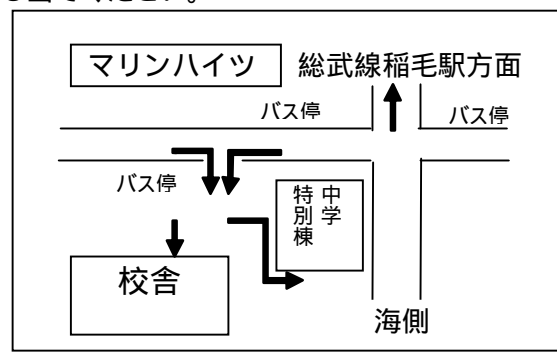 マリンハイツ 総武線稲毛駅方面
バス停 バス停
バス停
中学
特別棟
校舎
海側